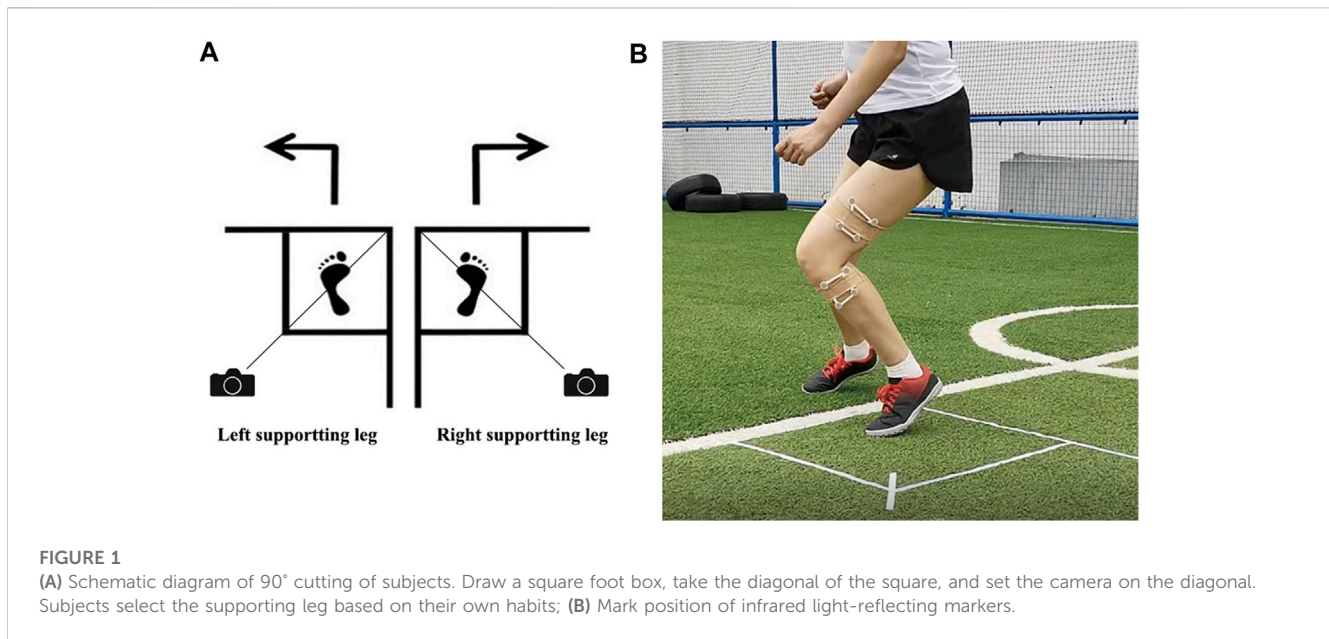 A
B
Left supportting leg
Right supportting leg
FIGURE 1
(A) Schematic diagram of 90° cutting of subjects. Draw a square foot box, take the diagonal of the square, and set the camera on the diagonal.
Subjects select the supporting leg based on their own habits; (B) Mark position of infrared light-reflecting markers.